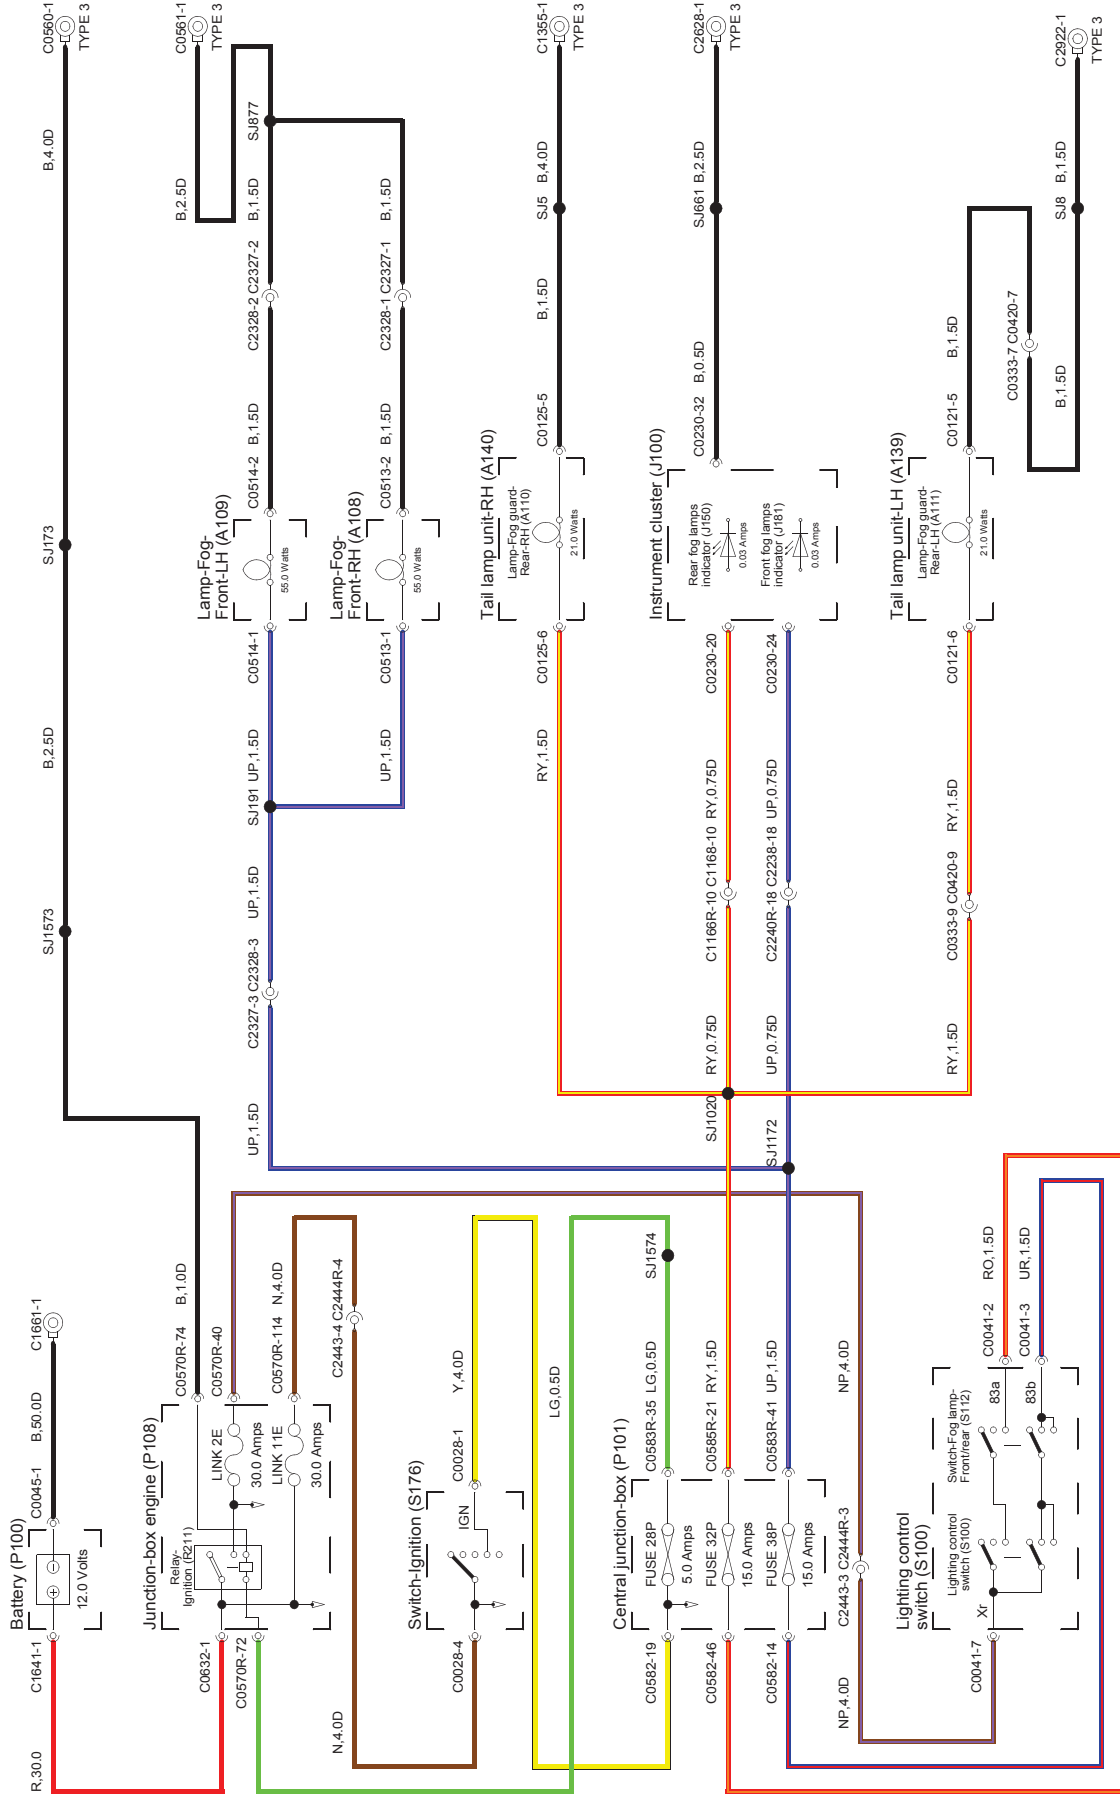 C0560-1
TYPE 3
C0561-1
TYPE 3
C1355-1
TYPE 3
C2628-1
TYPE 3
C2922-1
TYPE 3
B,4.0D
SJ173
B,2.5D
SJ1573
B,2.5D
SJ877
B,1.5D
B,1.5D
C2328-2 C2327-2
C2328-1 C2327-1
B,1.5D
B,1.5D
C0514-2
C0513-2
Lamp-Fog-
Front-LH (A109)
55.0 Watts
Lamp-Fog-
Front-RH (A108)
55.0 Watts
C0514-1
C0513-1
UP,1.5D
UP,1.5D
SJ191
UP,1.5D
C2327-3 C2328-3
UP,1.5D
B,4.0D
SJ5
B,1.5D
C0125-5
Tail lamp unit-RH (A140)
Lamp-Fog guard-
Rear-RH (A110)
21.0 Watts
C0125-6
RY,1.5D
B,2.5D
SJ661
B,0.5D
C0230-32
Instrument cluster (J100)
Rear fog lamps
indicator (J150)
0.03 Amps
Front fog lamps
indicator (J181)
0.03 Amps
C0230-20
C0230-24
RY,0.75D
UP,0.75D
C1166R-10 C1168-10
C2240R-18 C2238-18
RY,0.75D
UP,0.75D
SJ1020
SJ1172
B,1.5D
SJ8
B,1.5D
C0333-7 C0420-7
B,1.5D
C0121-5
Tail lamp unit-LH (A139)
Lamp-Fog guard-
Rear-LH (A111)
21.0 Watts
C0121-6
RY,1.5D
C0333-9 C0420-9
RY,1.5D
C1661-1
B,50.0D
C0045-1
Battery (P100)
12.0 Volts
C1641-1
R,30.0
B,1.0D
C0570R-74
C0570R-40
C0570R-114
N,4.0D
C2443-4 C2444R-4
Junction-box engine (P108)
LINK 2E
30.0 Amps
LINK 11E
30.0 Amps
Relay-
Ignition (R211)
C0632-1
C0570R-72
N,4.0D
Y,4.0D
C0028-1
Switch-Ignition (S176)
IGN
C0028-4
LG,0.5D
SJ1574
C0583R-35 LG,0.5D
C0585R-21 RY,1.5D
C0583R-41 UP,1.5D
Central junction-box (P101)
FUSE 28P
5.0 Amps
FUSE 32P
15.0 Amps
FUSE 38P
15.0 Amps
C0582-19
C0582-46
C0582-14
NP,4.0D
C2443-3 C2444R-3
NP,4.0D
RO,1.5D
UR,1.5D
C0041-2
C0041-3
Lighting control
switch (S100)
83a
83b
Switch-Fog lamp-
Front/rear (S112)
Lighting control
switch (S100)
Xr
C0041-7